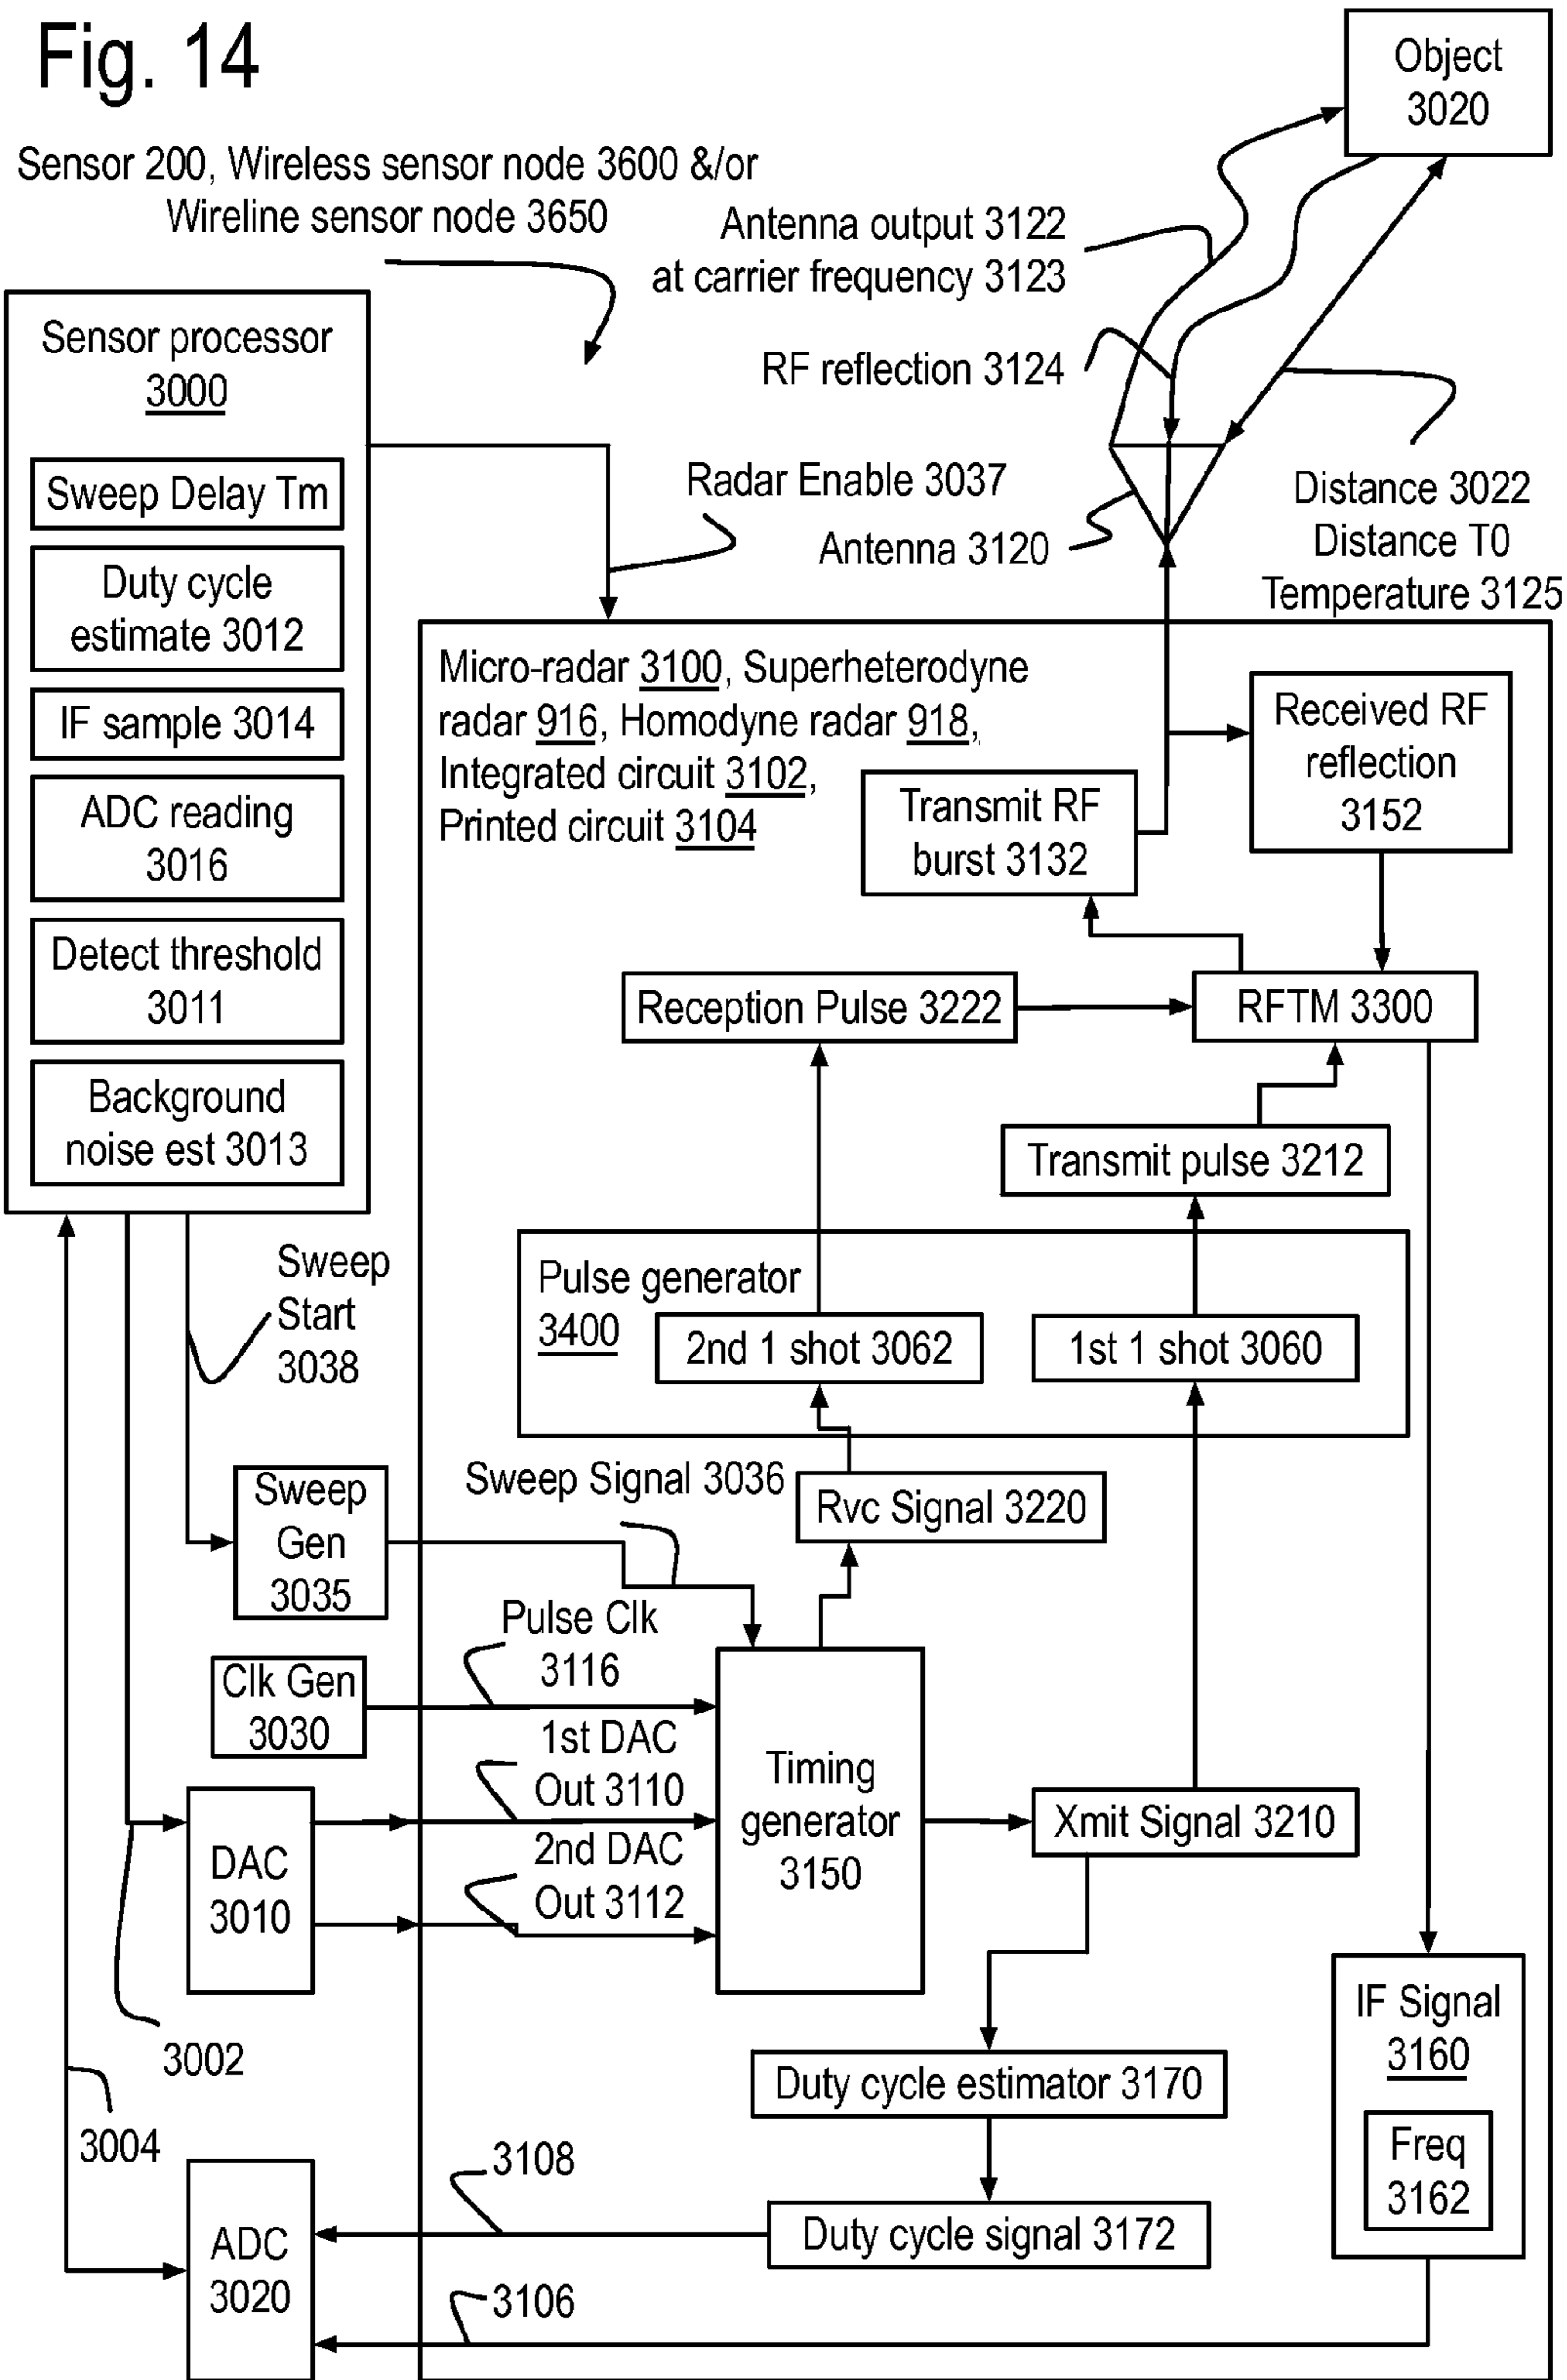 Fig. 14
Object
3020
Sensor 200, Wireless sensor node 3600 &/or
Wireline sensor node 3650
Antenna output 3122
at carrier frequency 3123
RF reflection 3124
Sensor processor
3000
Sweep Delay Tm
Duty cycle
estimate 3012
IF sample 3014
ADC reading
3016
Detect threshold
3011
Background
noise est 3013
Radar Enable 3037
Antenna 3120
Distance 3022
Distance T0
Temperature 3125
Micro-radar 3100, Superheterodyne
radar 916, Homodyne radar 918,
Integrated circuit 3102,
Printed circuit 3104
Received RF
reflection
3152
Transmit RF
burst 3132
Reception Pulse 3222
RFTM 3300
Transmit pulse 3212
Pulse generator
3400
2nd 1 shot 3062
1st 1 shot 3060
Sweep
Start
3038
Sweep Signal 3036
Rvc Signal 3220
Sweep
Gen
3035
Pulse Clk
3116
Clk Gen
3030
1st DAC
Out 3110
2nd DAC
Out 3112
Timing
generator
3150
Xmit Signal 3210
DAC
3010
3002
3004
IF Signal
3160
Freq
3162
Duty cycle estimator 3170
3108
Duty cycle signal 3172
ADC
3020
3106